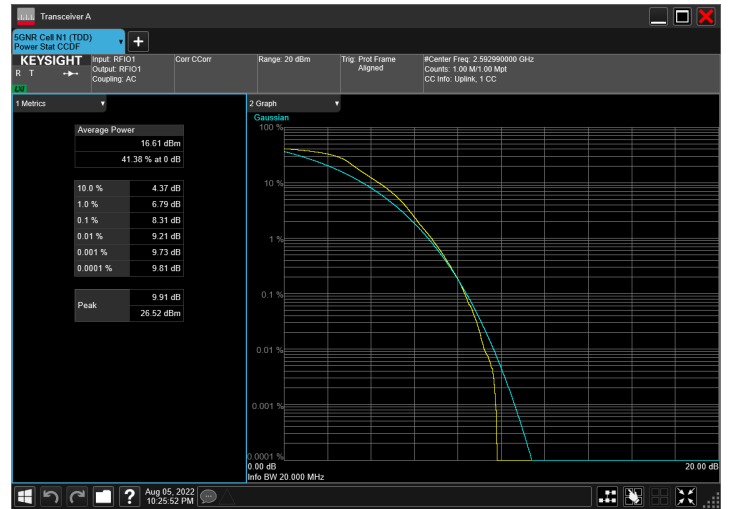 Transceiver A
5GNR Cell N1 (TDD)
Power Stat CCDF
KEYSIGHT
R T
LXI
Input: RFIO1
Output: RFIO1
Coupling: AC
Corr CCorr
Range: 20 dBm
Trig: Prot Frame
Aligned
#Center Freq: 2.592990000 GHz
Counts: 1.00 M/1.00 Mpt
CC Info: Uplink, 1 CC
1 Metrics
Average Power
16.61 dBm
41.38 % at 0 dB
10.0 % 4.37 dB
1.0 % 6.79 dB
0.1 % 8.31 dB
0.01 % 9.21 dB
0.001 % 9.73 dB
0.0001 % 9.81 dB
Peak
9.91 dB
26.52 dBm
2 Graph
Gaussian
100 %
10 %
1 %
0.1 %
0.01 %
0.001 %
0.0001 %
0.00 dB
20.00 dB
Info BW 20.000 MHz
?
Aug 05, 2022
10:25:52 PM